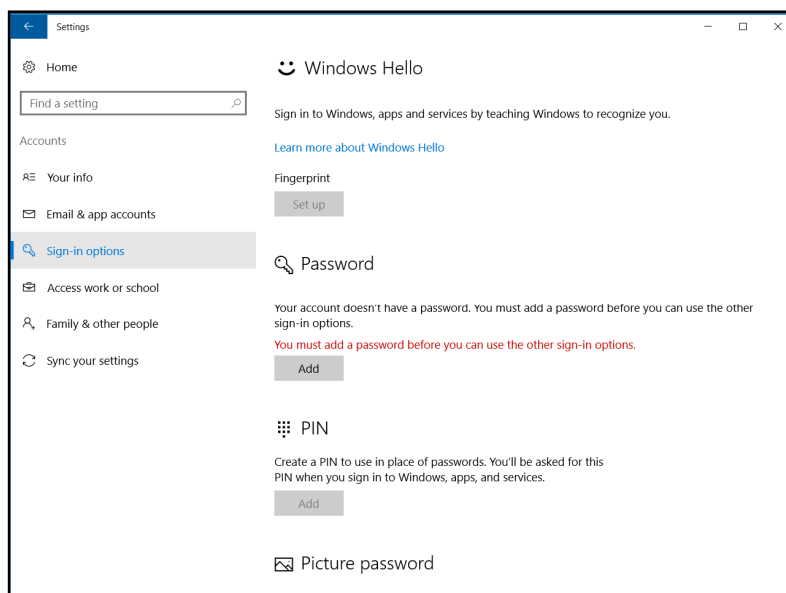 Settings
Home
Find a setting
Accounts
Your info
Email & app accounts
Sign-in options
Access work or school
Family & other people
Sync your settings
Windows Hello
Sign in to Windows, apps and services by teaching Windows to recognize you.
Learn more about Windows Hello
Fingerprint
Set up
Password
Your account doesn't have a password. You must add a password before you can use the other
sign-in options.
You must add a password before you can use the other sign-in options.
Add
PIN
Create a PIN to use in place of passwords. You'll be asked for this
PIN when you sign in to Windows, apps, and services.
Add
Picture password